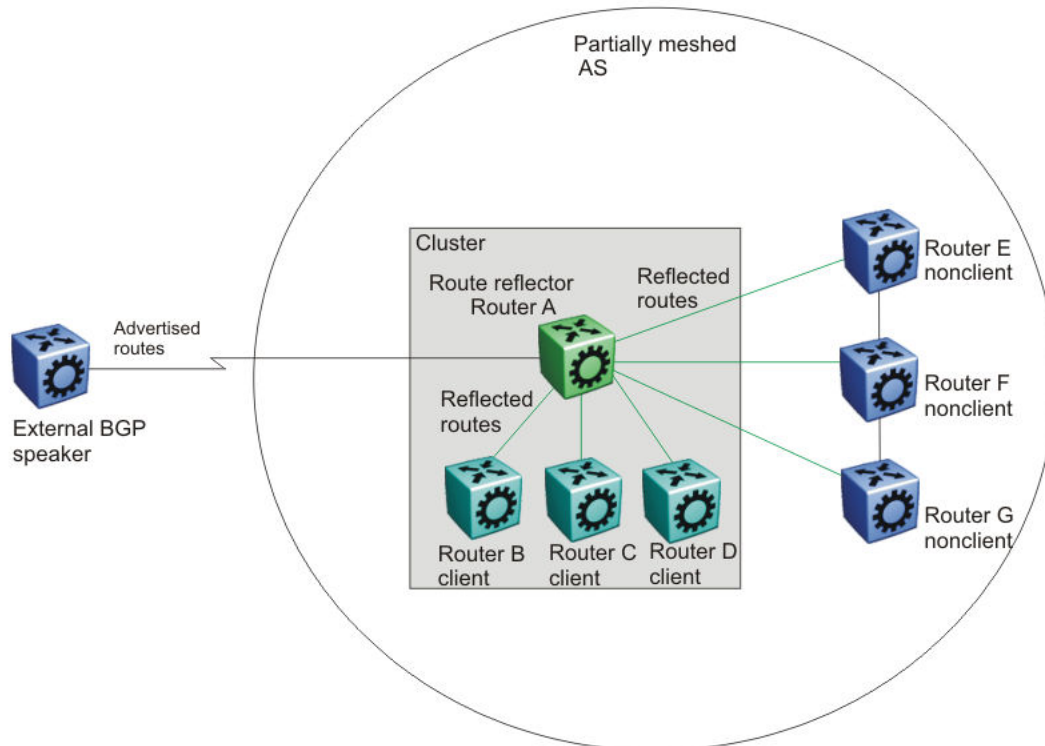 Partially meshed
AS
Cluster
Route reflector
Router A
Reflected
routes
Router E
nonclient
Advertised
routes
External BGP
speaker
Reflected
routes
Router F
nonclient
Router B
client
Router C
client
Router D
client
Router G
nonclient